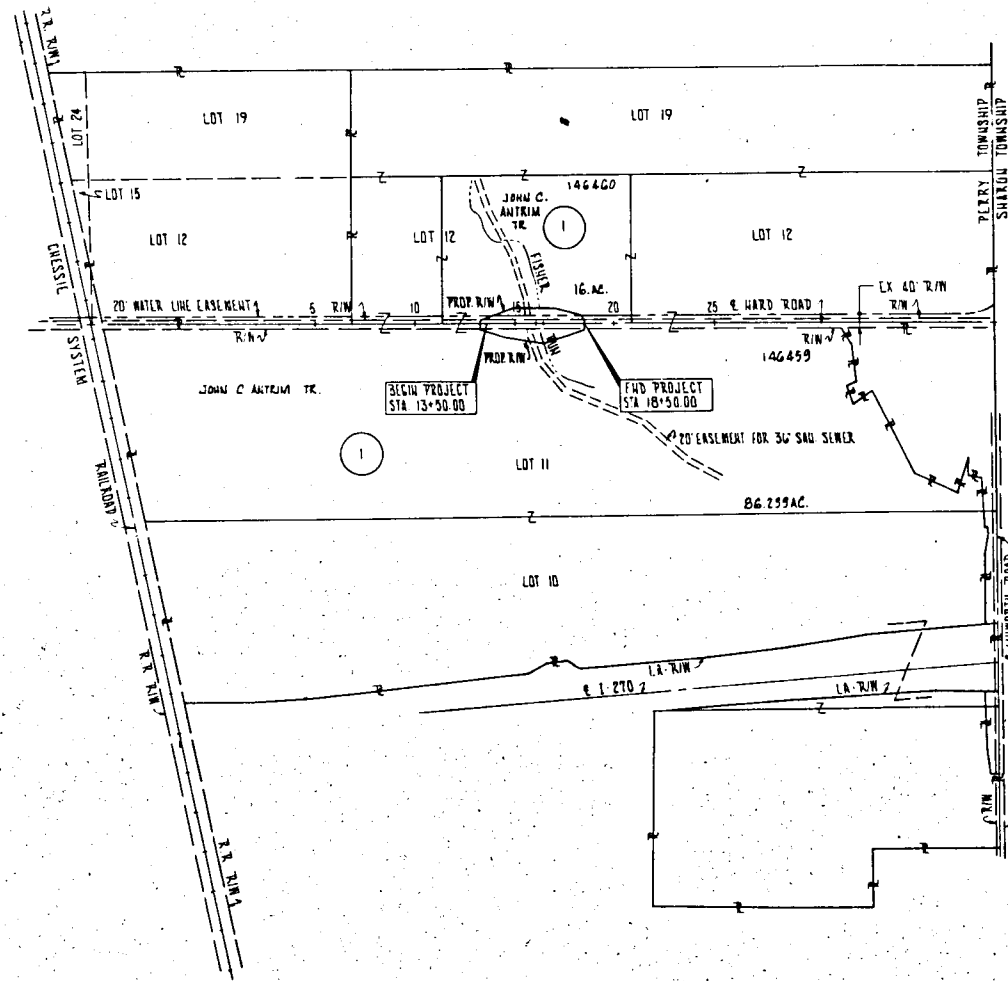 R.R. R/W
LOT 24
LOT 19
LOT 19
PERRY TOWNSHIP
SHARON TOWNSHIP
LOT 15
LOT 12
LOT 12
146460
JOHN C.
ANTRIM
TR.
1
LOT 12
FISHER
16. AC.
CHESSIE
SYSTEM
RAILROAD
20' WATER LINE EASEMENT
5
R/W
10
PROP. R/W
15
20
25
℄ HARD ROAD
EX 40' R/W
R/W
R/W
PROP. R/W
RUN
R/W
146459
JOHN C ANTRIM TR.
BEGIN PROJECT
STA 13+50.00
END PROJECT
STA 18+50.00
1
LOT 11
20' EASEMENT FOR 36" SAN. SEWER
86.299AC.
LOT 10
ROAD
R.R. R/W
L.A. R/W
℄ I-270
L.A. R/W
R/W
R.R. R/W